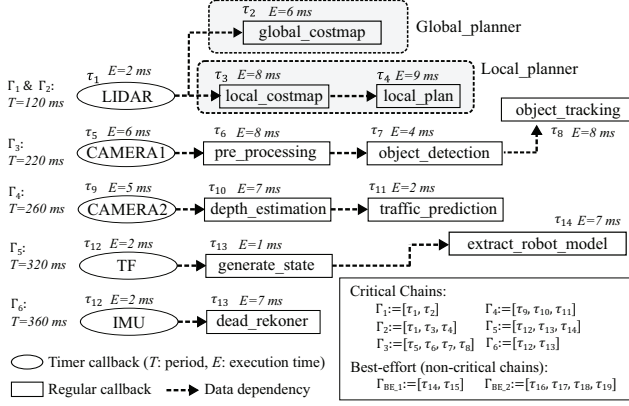 τ2 E=6 ms
global_costmap
Global_planner
Γ1 & Γ2:
T=120 ms
τ1 E=2 ms
LIDAR
τ3 E=8 ms
local_costmap
τ4 E=9 ms
local_plan
Local_planner
object_tracking
τ8 E=8 ms
Γ3:
T=220 ms
τ5 E=6 ms
CAMERA1
τ6 E=8 ms
pre_processing
τ7 E=4 ms
object_detection
Γ4:
T=260 ms
τ9 E=5 ms
CAMERA2
τ10 E=7 ms
depth_estimation
τ11 E=2 ms
traffic_prediction
τ14 E=7 ms
extract_robot_model
Γ5:
T=320 ms
τ12 E=2 ms
TF
τ13 E=1 ms
generate_state
Γ6:
T=360 ms
τ12 E=2 ms
IMU
τ13 E=7 ms
dead_rekoner
Critical Chains:
Γ1:=[τ1, τ2] Γ4:=[τ9, τ10, τ11]
Γ2:=[τ1, τ3, τ4] Γ5:=[τ12, τ13, τ14]
Γ3:=[τ5, τ6, τ7, τ8] Γ6:=[τ12, τ13]
Best-effort (non-critical chains):
ΓBE_1:=[τ14, τ15] ΓBE_2:=[τ16, τ17, τ18, τ19]
Timer callback (T: period, E: execution time)
Regular callback Data dependency